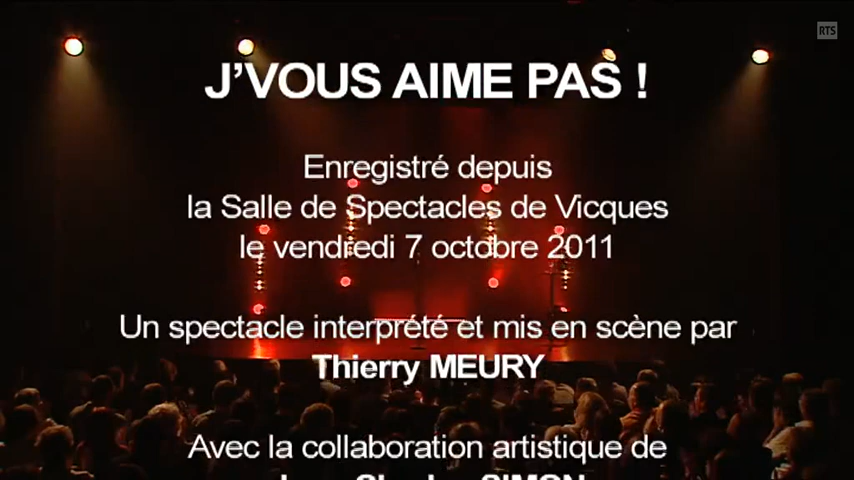 RTS
J'VOUS AIME PAS !
Enregistré depuis
la Salle de Spectacles de Vicques
le vendredi 7 octobre 2011
Un spectacle interprété et mis en scène par
Thierry MEURY
Avec la collaboration artistique de
SIMON